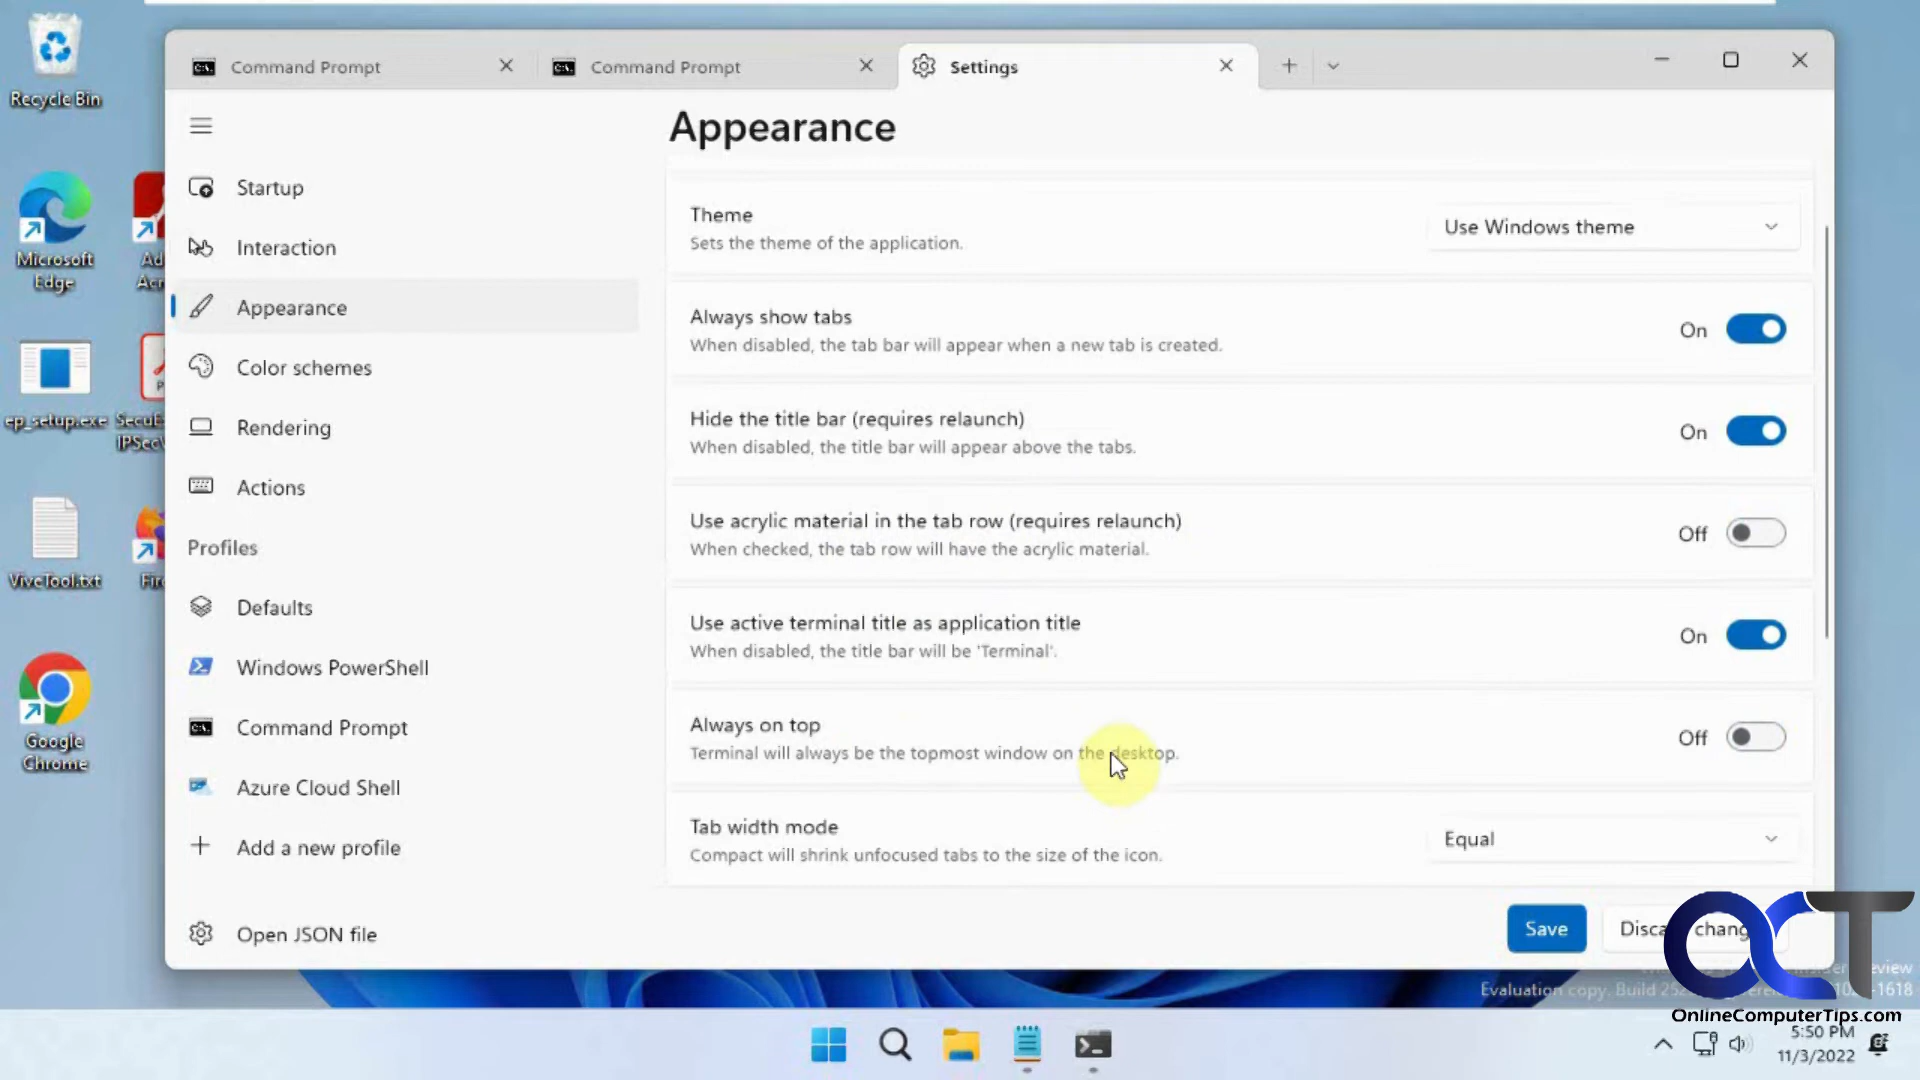 Command Prompt
Command Prompt
Settings
Recycle Bin
Microsoft Edge
ep_setup.exe
ViveTool.txt
Google Chrome
Startup
Interaction
Appearance
Color schemes
Rendering
Actions
Profiles
Defaults
Windows PowerShell
Command Prompt
Azure Cloud Shell
Add a new profile
Open JSON file
Appearance
Theme
Sets the theme of the application.
Use Windows theme
Always show tabs
When disabled, the tab bar will appear when a new tab is created.
On
Hide the title bar (requires relaunch)
When disabled, the title bar will appear above the tabs.
On
Use acrylic material in the tab row (requires relaunch)
When checked, the tab row will have the acrylic material.
Off
Use active terminal title as application title
When disabled, the title bar will be 'Terminal'.
On
Always on top
Terminal will always be the topmost window on the desktop.
Off
Tab width mode
Compact will shrink unfocused tabs to the size of the icon.
Equal
Save
OCT
Evaluation copy. Build
OnlineComputerTips.com
5:50 PM
11/3/2022